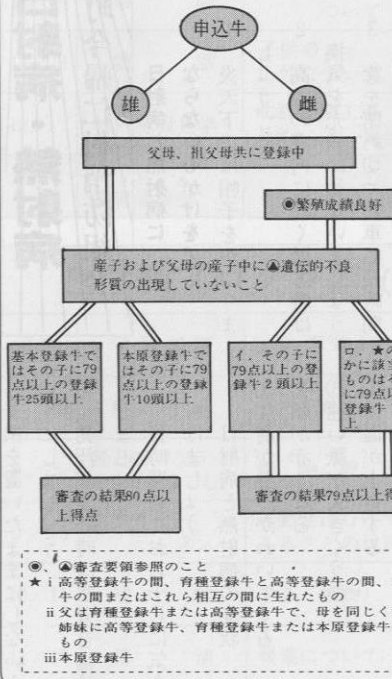 申込牛
雄
雌
父母、祖父母共に登録中
◉繁殖成績良好
産子および父母の産子中に▲遺伝的不良
形質の出現していないこと
基本登録牛で
はその子に79
点以上の登録
牛25頭以上
本原登録牛で
はその子に79
点以上の登録
牛10頭以上
イ．その子に
79点以上の登
録牛2頭以上
ロ．★の
かに該当
ものはそ
に79点以
登録牛
上
審査の結果80点以
上得点
審査の結果79点以上得
◉、▲審査要領参照のこと
★ⅰ高等登録牛の間、育種登録牛と高等登録牛の間、
牛の間またはこれら相互の間に生れたもの
ⅱ父は育種登録牛または高等登録牛で、母を同じく
姉妹に高等登録牛、育種登録牛または本原登録牛
もの
ⅲ本原登録牛